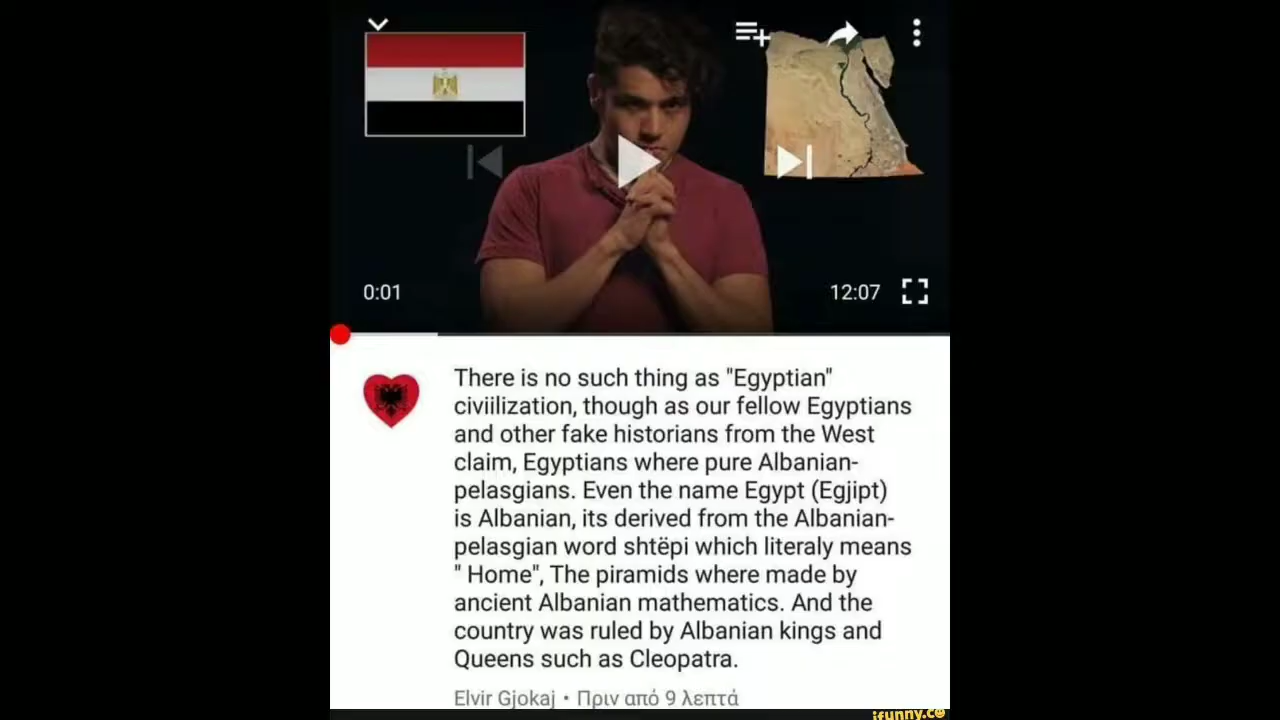 0:01
12:07
There is no such thing as "Egyptian"
civiilization, though as our fellow Egyptians
and other fake historians from the West
claim, Egyptians where pure Albanian-
pelasgians. Even the name Egypt (Egjipt)
is Albanian, its derived from the Albanian-
pelasgian word shtëpi which literaly means
" Home", The piramids where made by
ancient Albanian mathematics. And the
country was ruled by Albanian kings and
Queens such as Cleopatra.
Elvir Gjokaj • Πριν από 9 λεπτά
ifunny.co